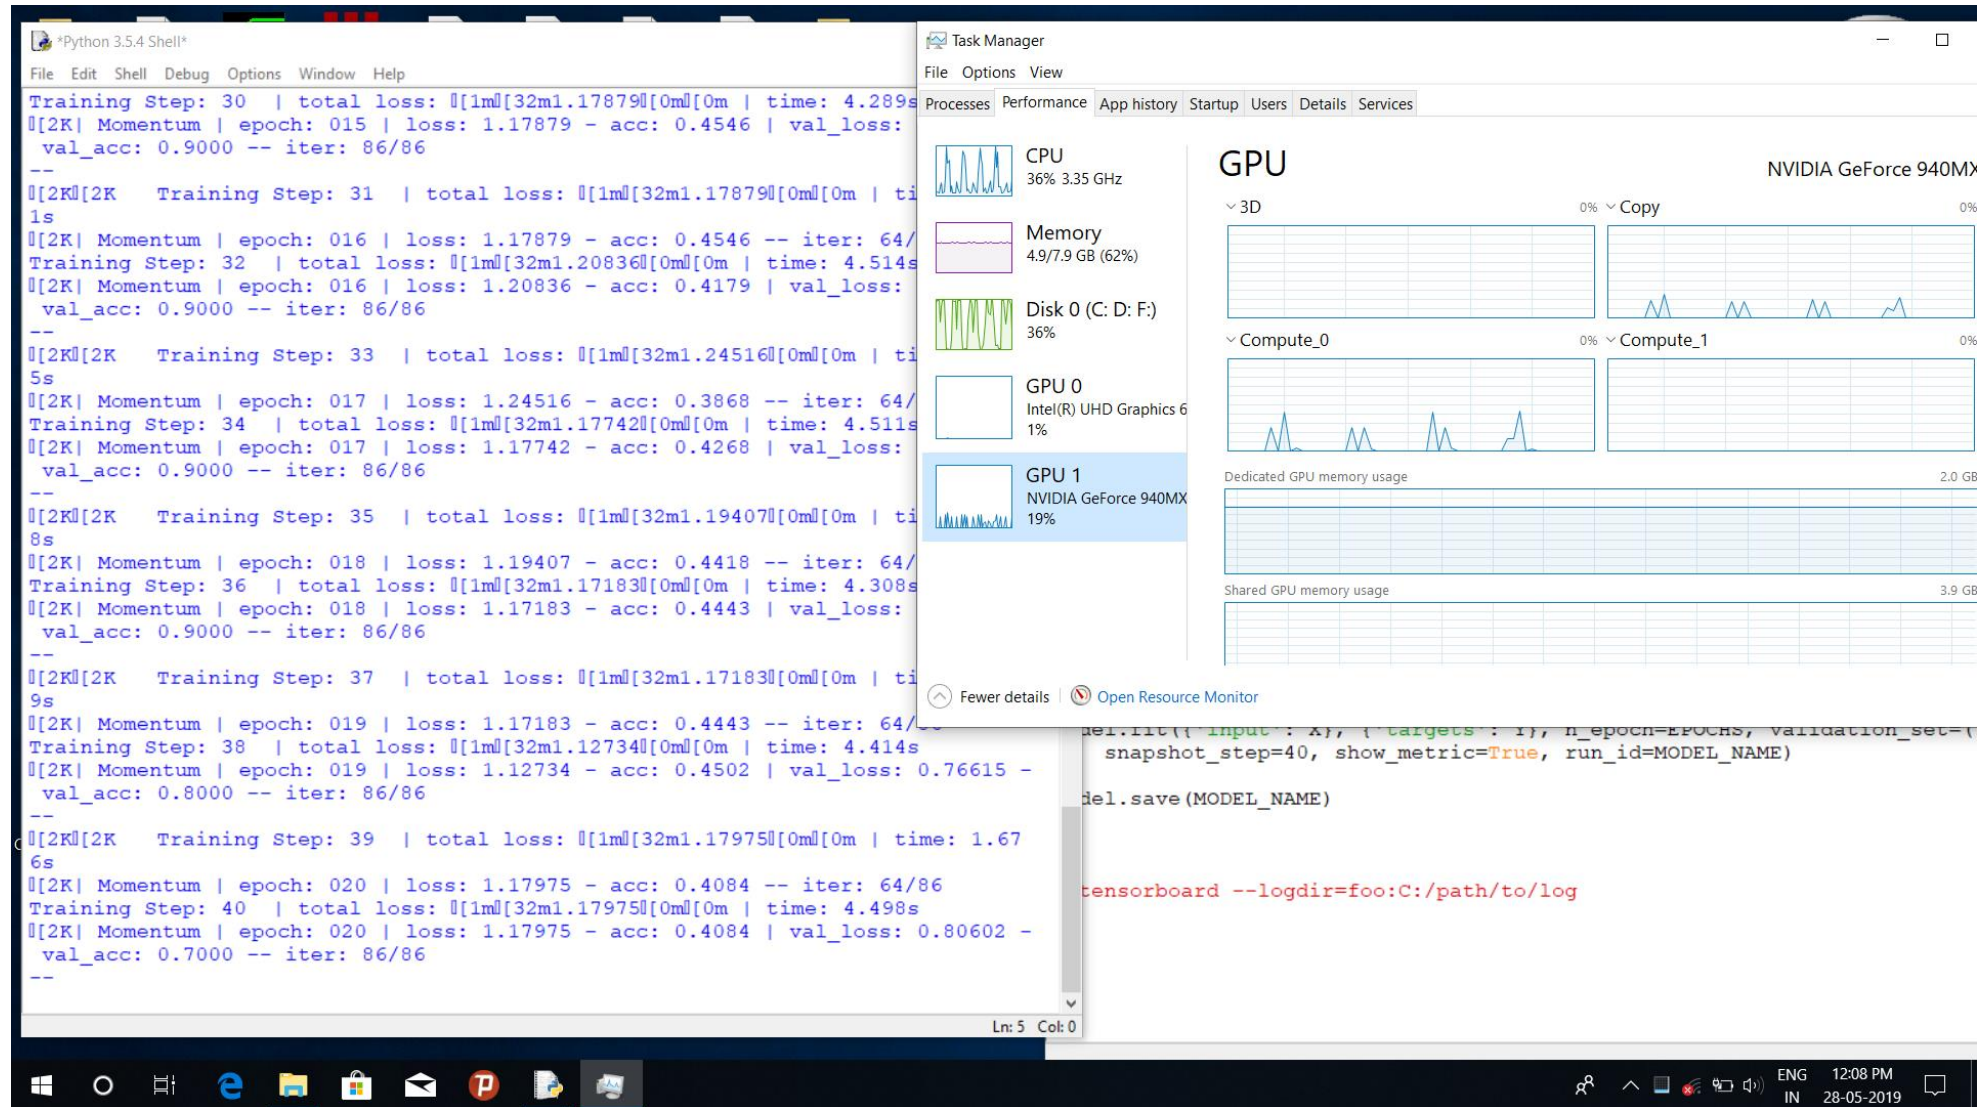 *Python 3.5.4 Shell*
File Edit Shell Debug Options Window Help
Training Step: 30 | total loss: [1m[32m1.17879[0m[0m | time: 4.289s
[2K| Momentum | epoch: 015 | loss: 1.17879 - acc: 0.4546 | val_loss:
val_acc: 0.9000 -- iter: 86/86
--
[2K[2K Training Step: 31 | total loss: [1m[32m1.17879[0m[0m | ti
1s
[2K| Momentum | epoch: 016 | loss: 1.17879 - acc: 0.4546 -- iter: 64/
Training Step: 32 | total loss: [1m[32m1.20836[0m[0m | time: 4.514s
[2K| Momentum | epoch: 016 | loss: 1.20836 - acc: 0.4179 | val_loss:
val_acc: 0.9000 -- iter: 86/86
--
[2K[2K Training Step: 33 | total loss: [1m[32m1.24516[0m[0m | ti
5s
[2K| Momentum | epoch: 017 | loss: 1.24516 - acc: 0.3868 -- iter: 64/
Training Step: 34 | total loss: [1m[32m1.17742[0m[0m | time: 4.511s
[2K| Momentum | epoch: 017 | loss: 1.17742 - acc: 0.4268 | val_loss:
val_acc: 0.9000 -- iter: 86/86
--
[2K[2K Training Step: 35 | total loss: [1m[32m1.19407[0m[0m | ti
8s
[2K| Momentum | epoch: 018 | loss: 1.19407 - acc: 0.4418 -- iter: 64/
Training Step: 36 | total loss: [1m[32m1.17183[0m[0m | time: 4.308s
[2K| Momentum | epoch: 018 | loss: 1.17183 - acc: 0.4443 | val_loss:
val_acc: 0.9000 -- iter: 86/86
--
[2K[2K Training Step: 37 | total loss: [1m[32m1.17183[0m[0m | ti
9s
[2K| Momentum | epoch: 019 | loss: 1.17183 - acc: 0.4443 -- iter: 64/
Training Step: 38 | total loss: [1m[32m1.12734[0m[0m | time: 4.414s
[2K| Momentum | epoch: 019 | loss: 1.12734 - acc: 0.4502 | val_loss: 0.76615 -
val_acc: 0.8000 -- iter: 86/86
--
[2K[2K Training Step: 39 | total loss: [1m[32m1.17975[0m[0m | time: 1.67
6s
[2K| Momentum | epoch: 020 | loss: 1.17975 - acc: 0.4084 -- iter: 64/86
Training Step: 40 | total loss: [1m[32m1.17975[0m[0m | time: 4.498s
[2K| Momentum | epoch: 020 | loss: 1.17975 - acc: 0.4084 | val_loss: 0.80602 -
val_acc: 0.7000 -- iter: 86/86
--
Ln: 5 Col: 0
Task Manager
File Options View
Processes Performance App history Startup Users Details Services
CPU
36% 3.35 GHz
Memory
4.9/7.9 GB (62%)
Disk 0 (C: D: F:)
36%
GPU 0
Intel(R) UHD Graphics 6
1%
GPU 1
NVIDIA GeForce 940MX
19%
GPU NVIDIA GeForce 940MX
3D 0% Copy 0%
Compute_0 0% Compute_1 0%
Dedicated GPU memory usage 2.0 GB
Shared GPU memory usage 3.9 GB
Fewer details Open Resource Monitor
del.fit({'input': X}, {'targets': Y}, n_epoch=EPOCHS, validation_set=(
snapshot_step=40, show_metric=True, run_id=MODEL_NAME)
del.save(MODEL_NAME)
tensorboard --logdir=foo:C:/path/to/log
ENG 12:08 PM
IN 28-05-2019